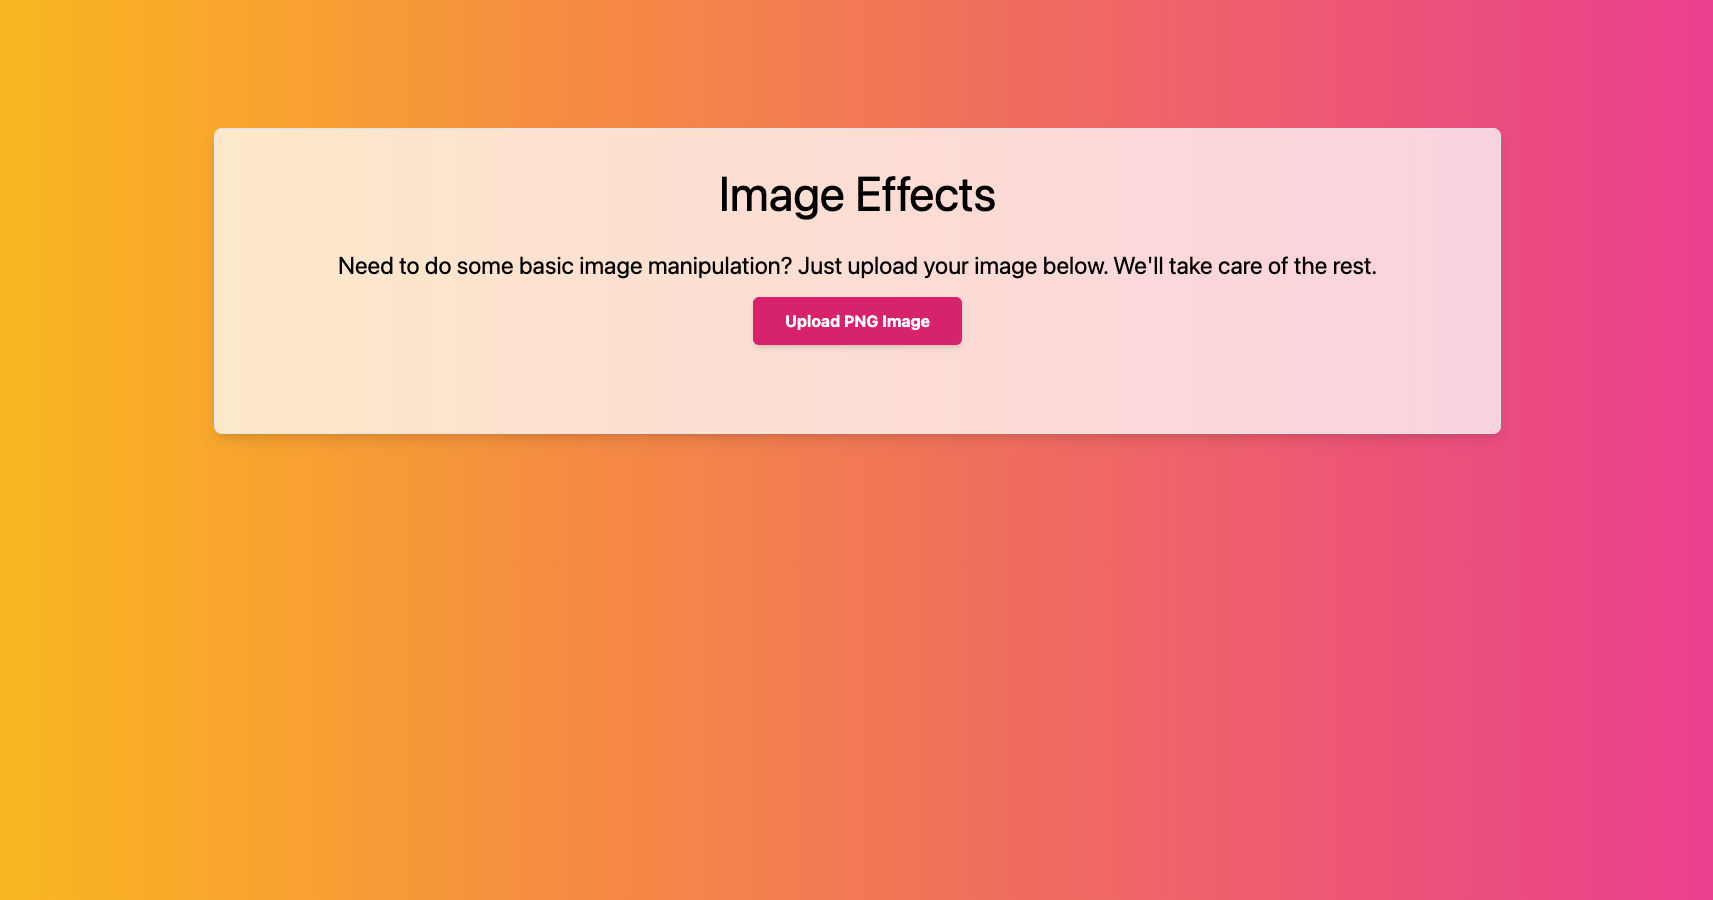 Image Effects
Need to do some basic image manipulation? Just upload your image below. We'll take care of the rest.
Upload PNG Image